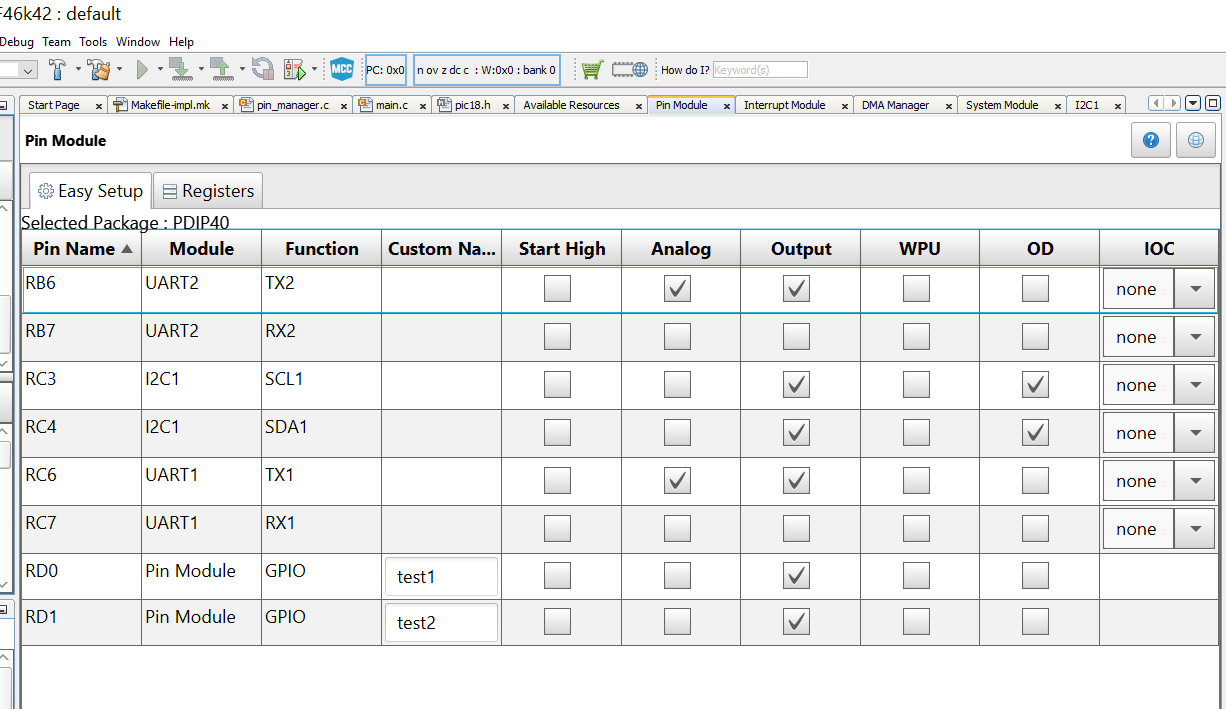 F46k42 : default
Debug Team Tools Window Help
MCC PC: 0x0 n ov z dc c : W:0x0 : bank 0 How do I? Keyword(s)
Start Page Makefile-impl.mk pin_manager.c main.c pic18.h Available Resources Pin Module Interrupt Module DMA Manager System Module I2C1
Pin Module
Easy Setup Registers
Selected Package : PDIP40
Pin Name Module Function Custom Na... Start High Analog Output WPU OD IOC
RB6 UART2 TX2 none
RB7 UART2 RX2 none
RC3 I2C1 SCL1 none
RC4 I2C1 SDA1 none
RC6 UART1 TX1 none
RC7 UART1 RX1 none
RD0 Pin Module GPIO test1
RD1 Pin Module GPIO test2